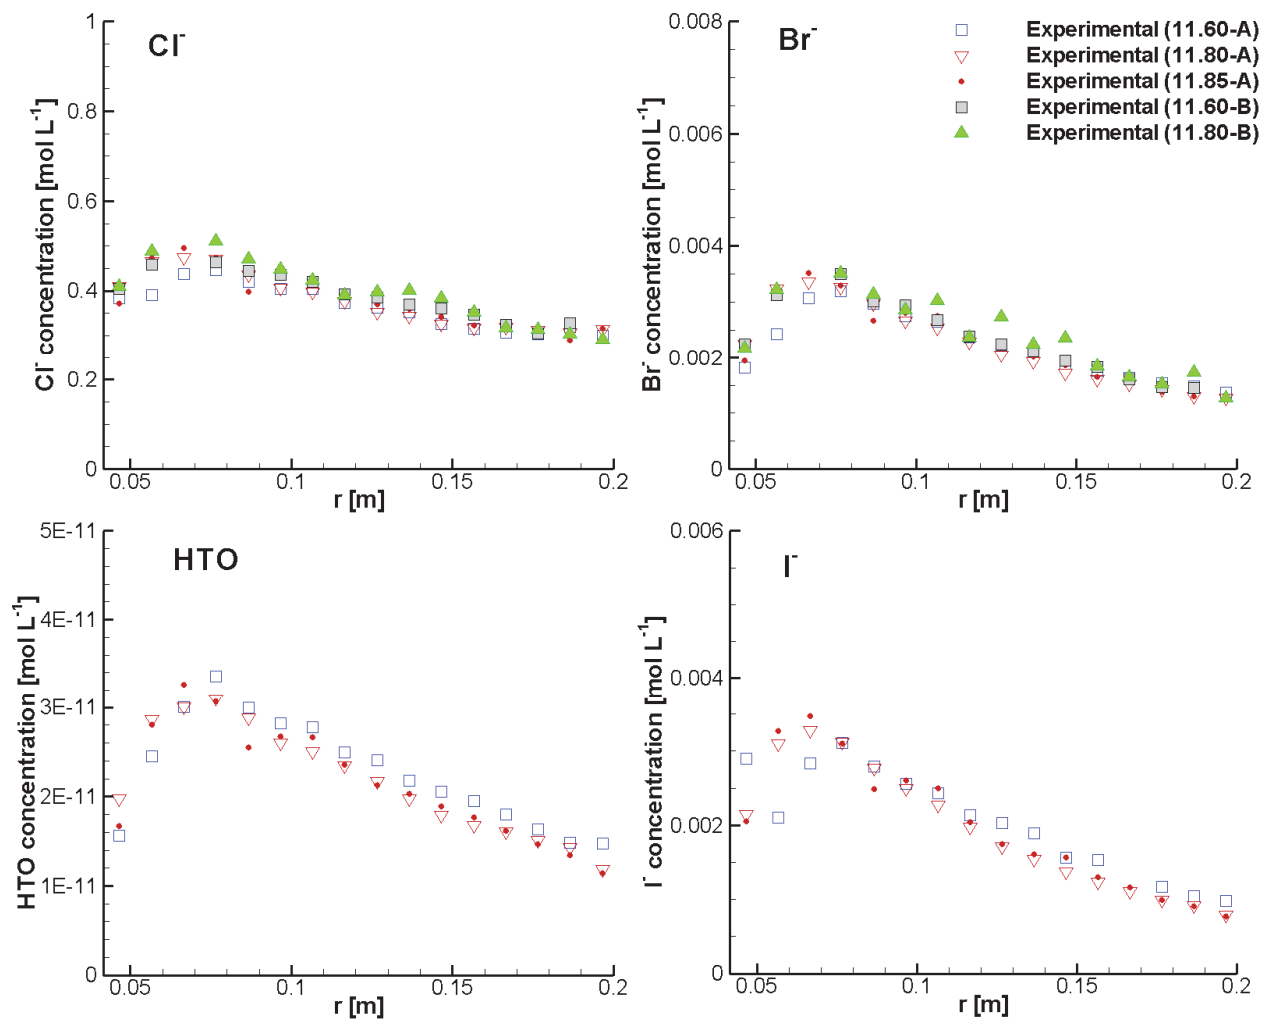 Cl-
Cl- concentration [mol L-1]
1
0.8
0.6
0.4
0.2
0
0.05
0.1
0.15
0.2
r [m]
Br-
Br- concentration [mol L-1]
0.008
0.006
0.004
0.002
0
0.05
0.1
0.15
0.2
r [m]
Experimental (11.60-A)
Experimental (11.80-A)
Experimental (11.85-A)
Experimental (11.60-B)
Experimental (11.80-B)
HTO
HTO concentration [mol L-1]
5E-11
4E-11
3E-11
2E-11
1E-11
0
0.05
0.1
0.15
0.2
r [m]
I-
I- concentration [mol L-1]
0.006
0.004
0.002
0
0.05
0.1
0.15
0.2
r [m]